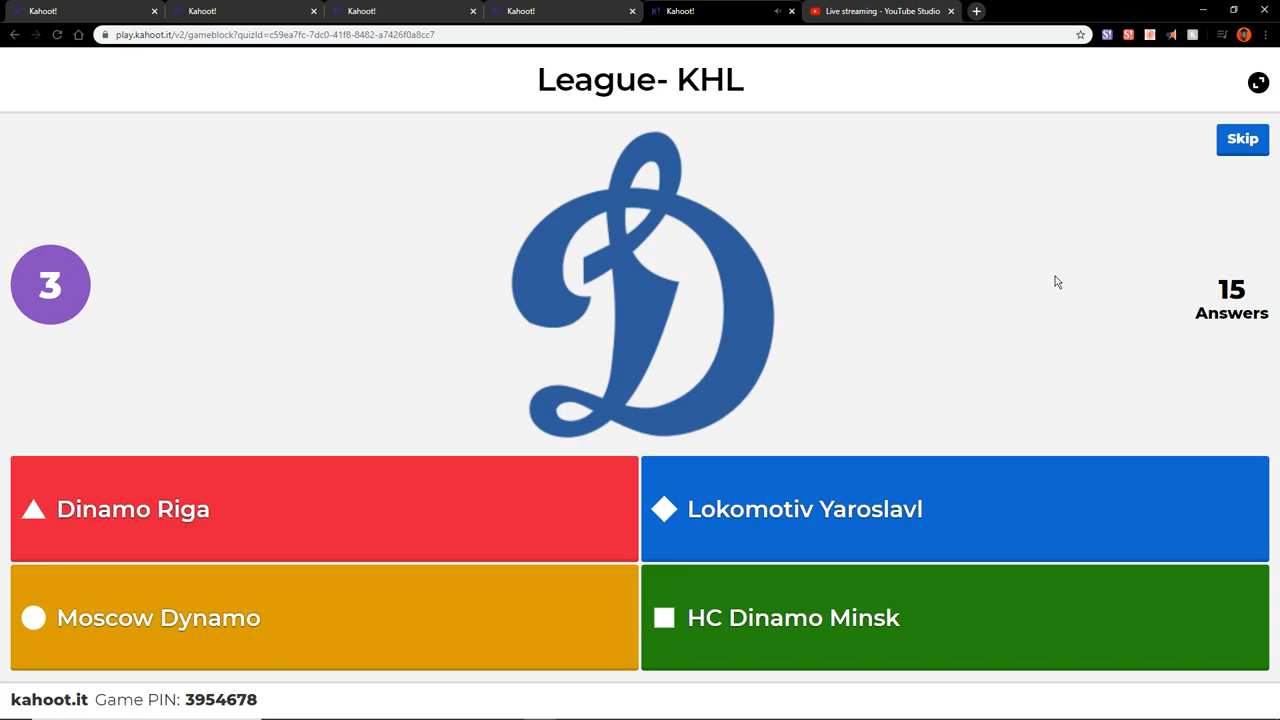 Kahoot!
Kahoot!
Kahoot!
Kahoot!
Kahoot!
Live streaming - YouTube Studio
play.kahoot.it/v2/gameblock?quizId=c59ea7fc-7dc0-41f8-8482-a7426f0a8cc7
League- KHL
Skip
D
3
15
Answers
Dinamo Riga
Lokomotiv Yaroslavl
Moscow Dynamo
HC Dinamo Minsk
kahoot.it Game PIN: 3954678